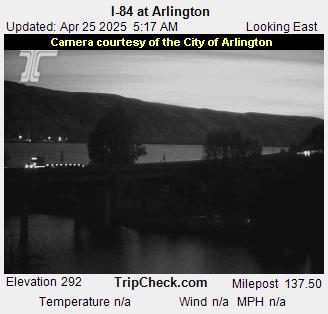 I-84 at Arlington
Updated: Apr 25 2025 5:17 AM Looking East
Camera courtesy of the City of Arlington
Elevation 292 TripCheck.com Milepost 137.50
Temperature n/a Wind n/a MPH n/a